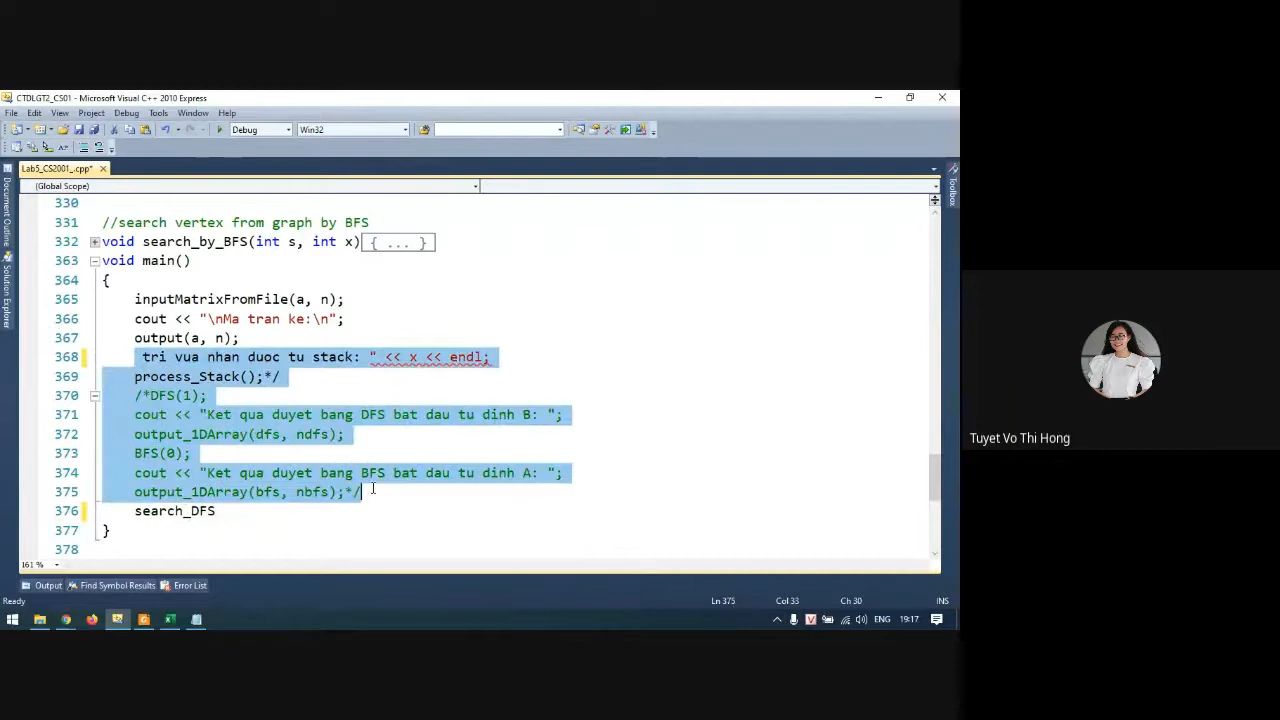 CTDLGT2_CS01 - Microsoft Visual C++ 2010 Express
File Edit View Project Debug Tools Window Help
Debug Win32
Lab5_CS2001_.cpp*
(Global Scope)
330
331 //search vertex from graph by BFS
332 void search_by_BFS(int s, int x){ ... }
363 void main()
364 {
365 inputMatrixFromFile(a, n);
366 cout << "\nMa tran ke:\n";
367 output(a, n);
368 tri vua nhan duoc tu stack: " << x << endl;
369 process_Stack();*/
370 /*DFS(1);
371 cout << "Ket qua duyet bang DFS bat dau tu dinh B: ";
372 output_1DArray(dfs, ndfs);
373 BFS(0);
374 cout << "Ket qua duyet bang BFS bat dau tu dinh A: ";
375 output_1DArray(bfs, nbfs);*/
376 search_DFS
377 }
378
161 %
Output Find Symbol Results Error List
Ready Ln 375 Col 33 Ch 30 INS
ENG 19:17
Document Outline
Solution Explorer
Toolbox
Tuyet Vo Thi Hong